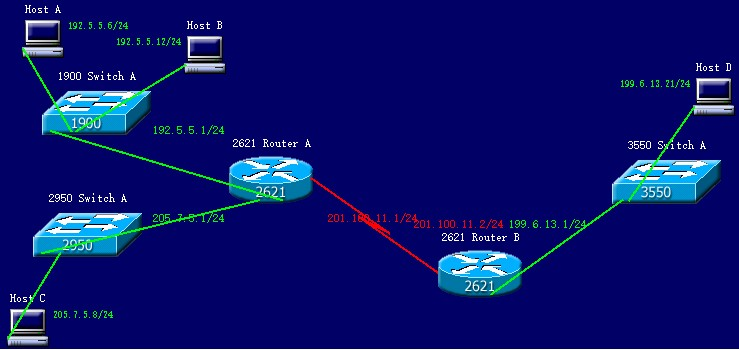 Host A
192.5.5.6/24
Host B
192.5.5.12/24
1900 Switch A
1900
192.5.5.1/24
2621 Router A
2621
2950 Switch A
2950
205.7.5.1/24
Host C
205.7.5.8/24
201.100.11.1/24
201.100.11.2/24
2621 Router B
2621
199.6.13.1/24
3550 Switch A
3550
Host D
199.6.13.21/24